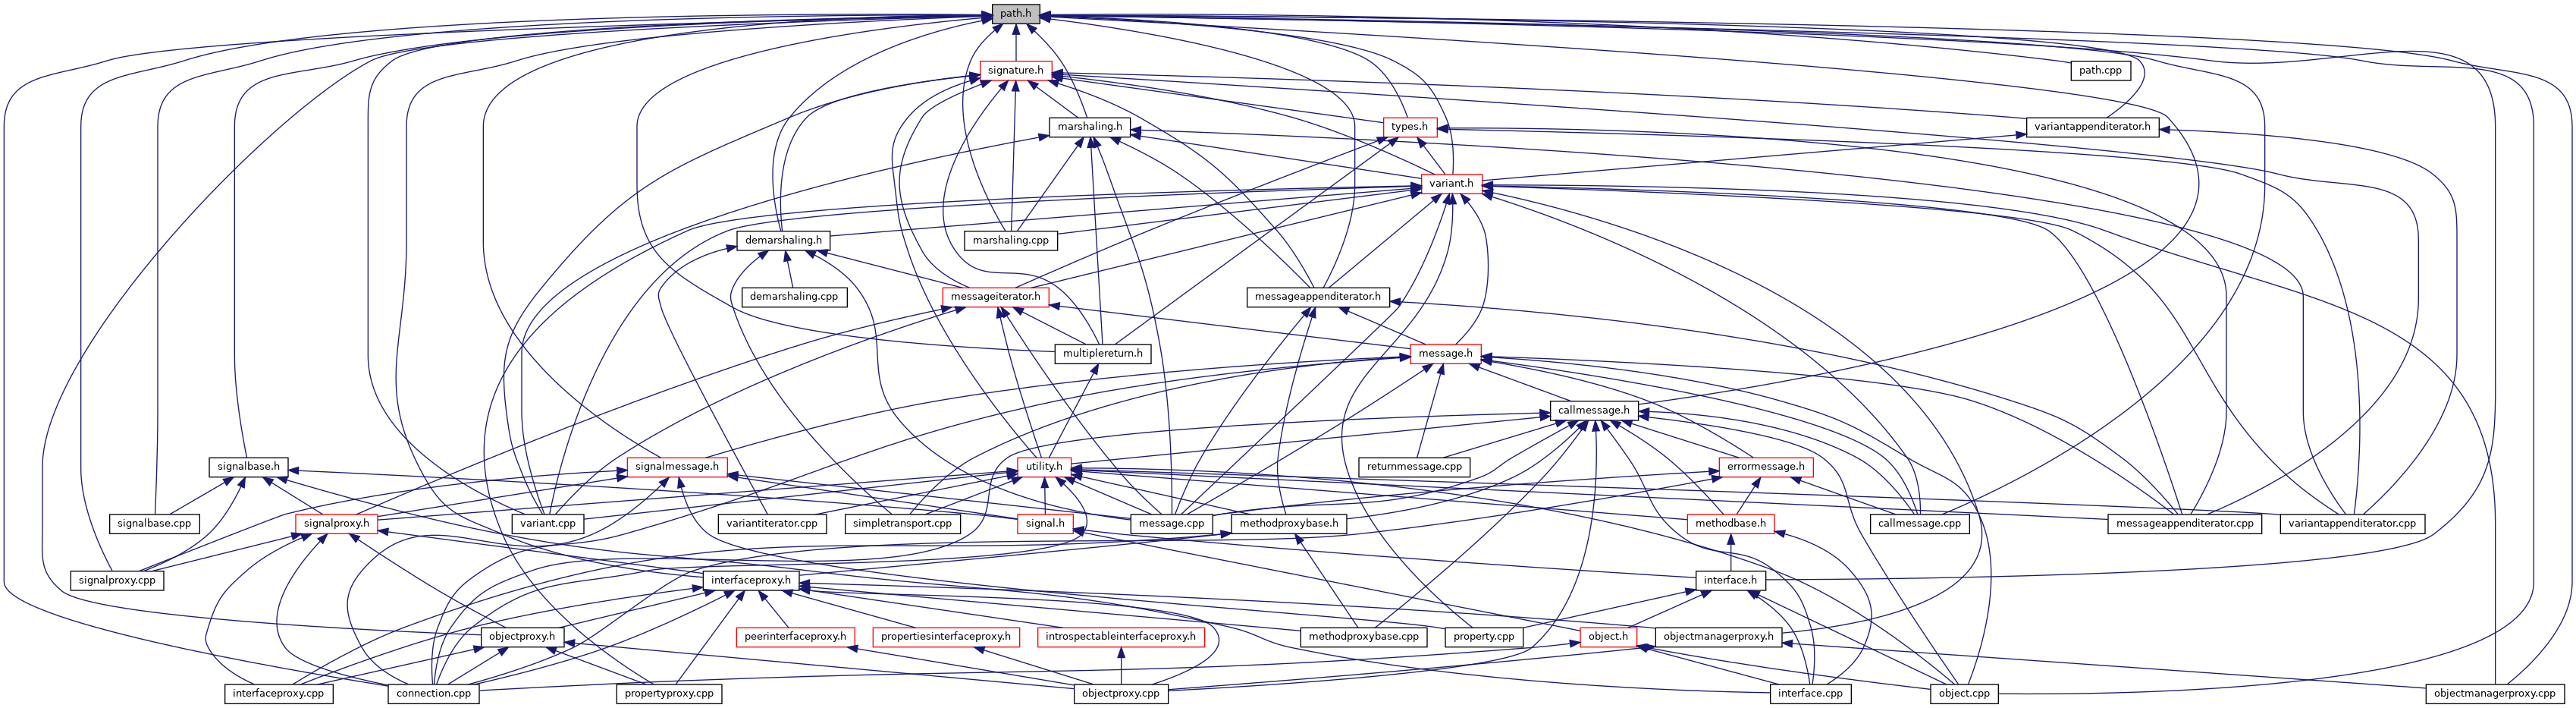 path.h
signature.h
path.cpp
marshaling.h
types.h
variantappenditerator.h
variant.h
demarshaling.h
marshaling.cpp
demarshaling.cpp
messageiterator.h
messageappenditerator.h
multiplereturn.h
message.h
callmessage.h
signalbase.h
signalmessage.h
utility.h
returnmessage.cpp
errormessage.h
signalbase.cpp
signalproxy.h
variant.cpp
variantiterator.cpp
simpletransport.cpp
signal.h
message.cpp
methodproxybase.h
methodbase.h
callmessage.cpp
messageappenditerator.cpp
variantappenditerator.cpp
signalproxy.cpp
interfaceproxy.h
interface.h
objectproxy.h
peerinterfaceproxy.h
propertiesinterfaceproxy.h
introspectableinterfaceproxy.h
methodproxybase.cpp
property.cpp
object.h
objectmanagerproxy.h
interfaceproxy.cpp
connection.cpp
propertyproxy.cpp
objectproxy.cpp
interface.cpp
object.cpp
objectmanagerproxy.cpp